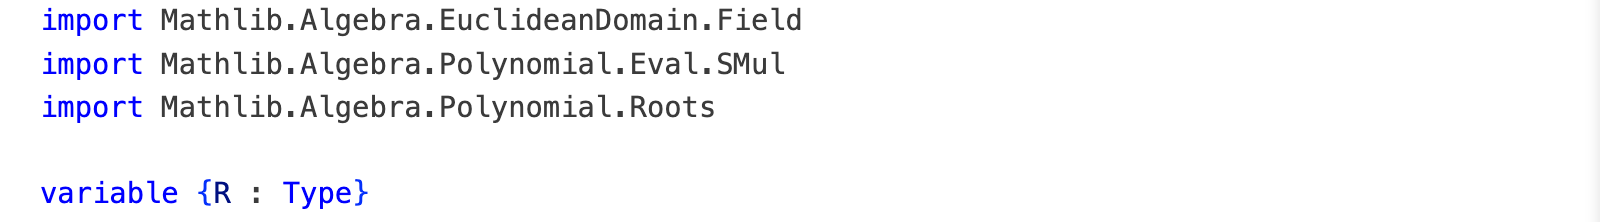 import Mathlib.Algebra.EuclideanDomain.Field
import Mathlib.Algebra.Polynomial.Eval.SMul
import Mathlib.Algebra.Polynomial.Roots
variable {R : Type}